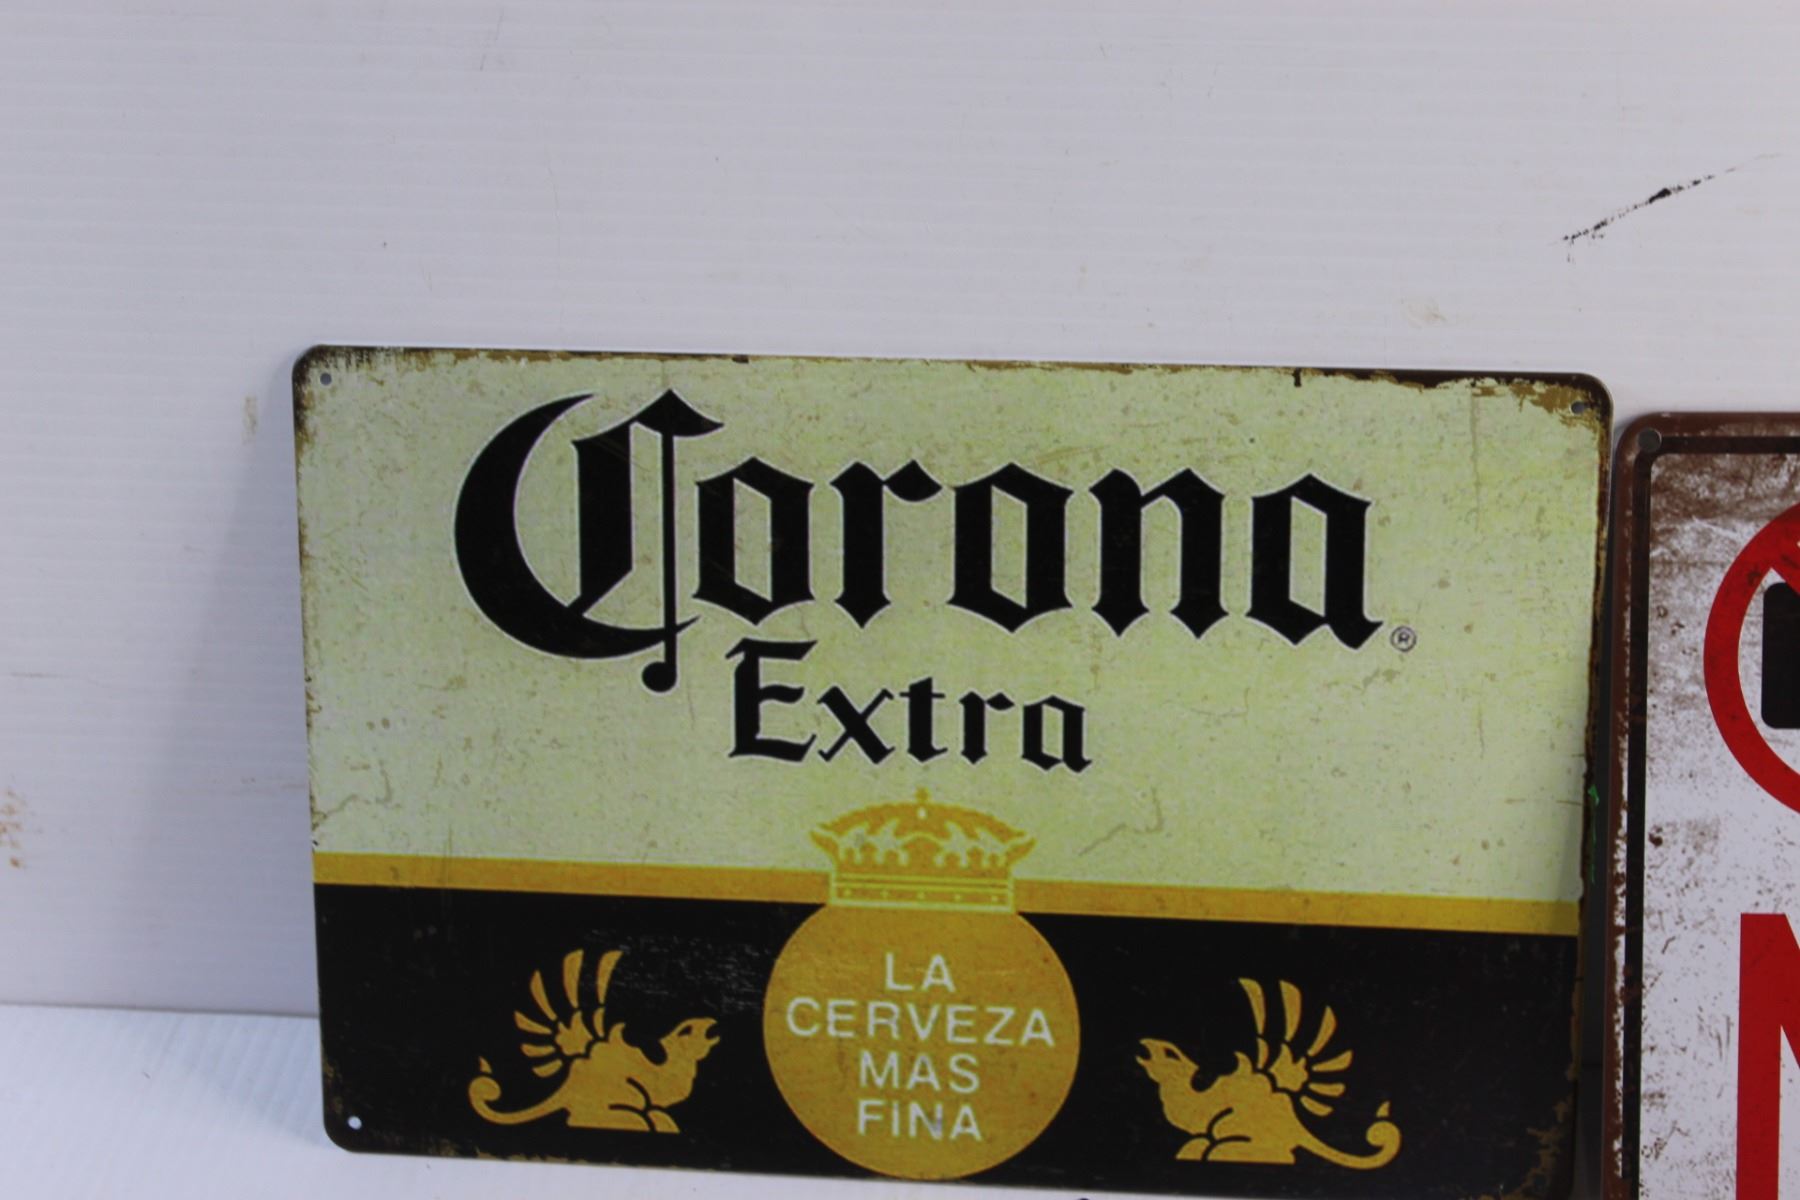 Corona ®
Extra
LA
CERVEZA
MAS
FINA